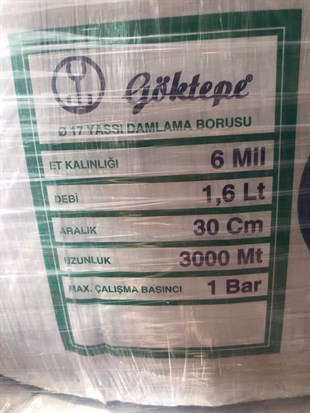 Göktepe
Ø 17 YASSI DAMLAMA BORUSU
ET KALINLIĞI 6 Mil
DEBİ 1,6 Lt
ARALIK 30 Cm
UZUNLUK 3000 Mt
MAX. ÇALIŞMA BASINCI 1 Bar